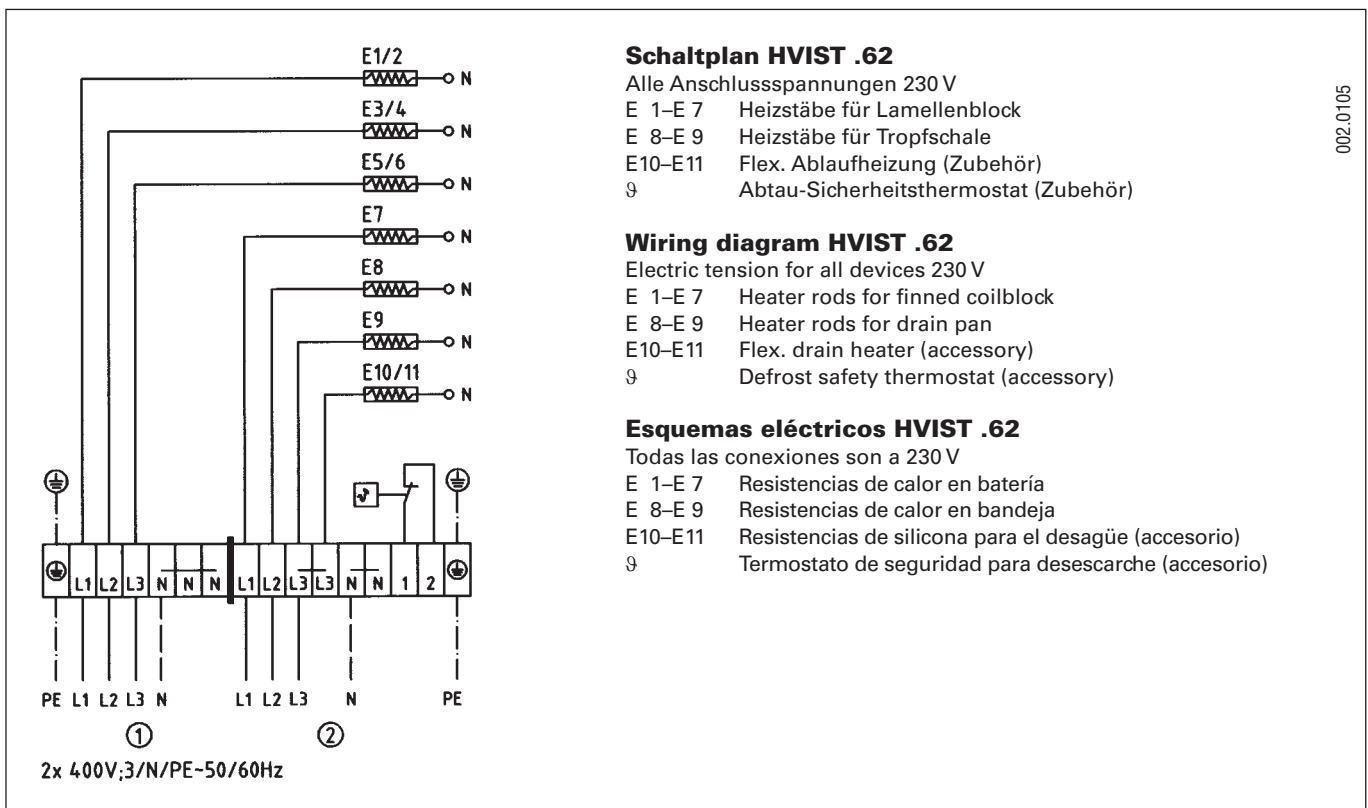 E1/2
N
E3/4
N
E5/6
N
E7
N
E8
N
E9
N
E10/11
N
ϑ
L1 L2 L3 N N N L1 L2 L3 L3 N N 1 2
PE L1 L2 L3 N L1 L2 L3 N PE
① ②
2x 400V;3/N/PE~50/60Hz
Schaltplan HVIST .62
Alle Anschlussspannungen 230 V
E 1–E 7 Heizstäbe für Lamellenblock
E 8–E 9 Heizstäbe für Tropfschale
E10–E11 Flex. Ablaufheizung (Zubehör)
ϑ Abtau-Sicherheitsthermostat (Zubehör)
Wiring diagram HVIST .62
Electric tension for all devices 230 V
E 1–E 7 Heater rods for finned coilblock
E 8–E 9 Heater rods for drain pan
E10–E11 Flex. drain heater (accessory)
ϑ Defrost safety thermostat (accessory)
Esquemas eléctricos HVIST .62
Todas las conexiones son a 230 V
E 1–E 7 Resistencias de calor en batería
E 8–E 9 Resistencias de calor en bandeja
E10–E11 Resistencias de silicona para el desagüe (accesorio)
ϑ Termostato de seguridad para desescarche (accesorio)
002.0105